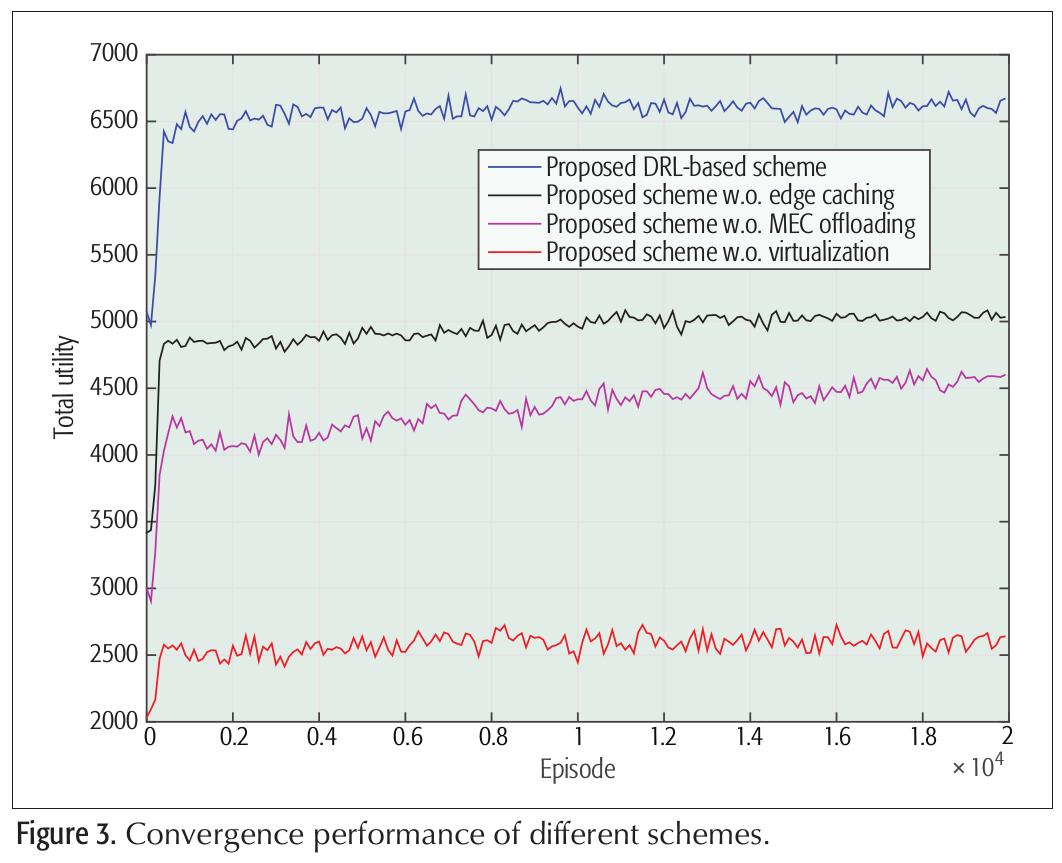 7000
6500
6000
5500
5000
4500
4000
3500
3000
2500
2000
Total utility
Proposed DRL-based scheme
Proposed scheme w.o. edge caching
Proposed scheme w.o. MEC offloading
Proposed scheme w.o. virtualization
0 0.2 0.4 0.6 0.8 1 1.2 1.4 1.6 1.8 2
Episode
× 10⁴
Figure 3. Convergence performance of different schemes.